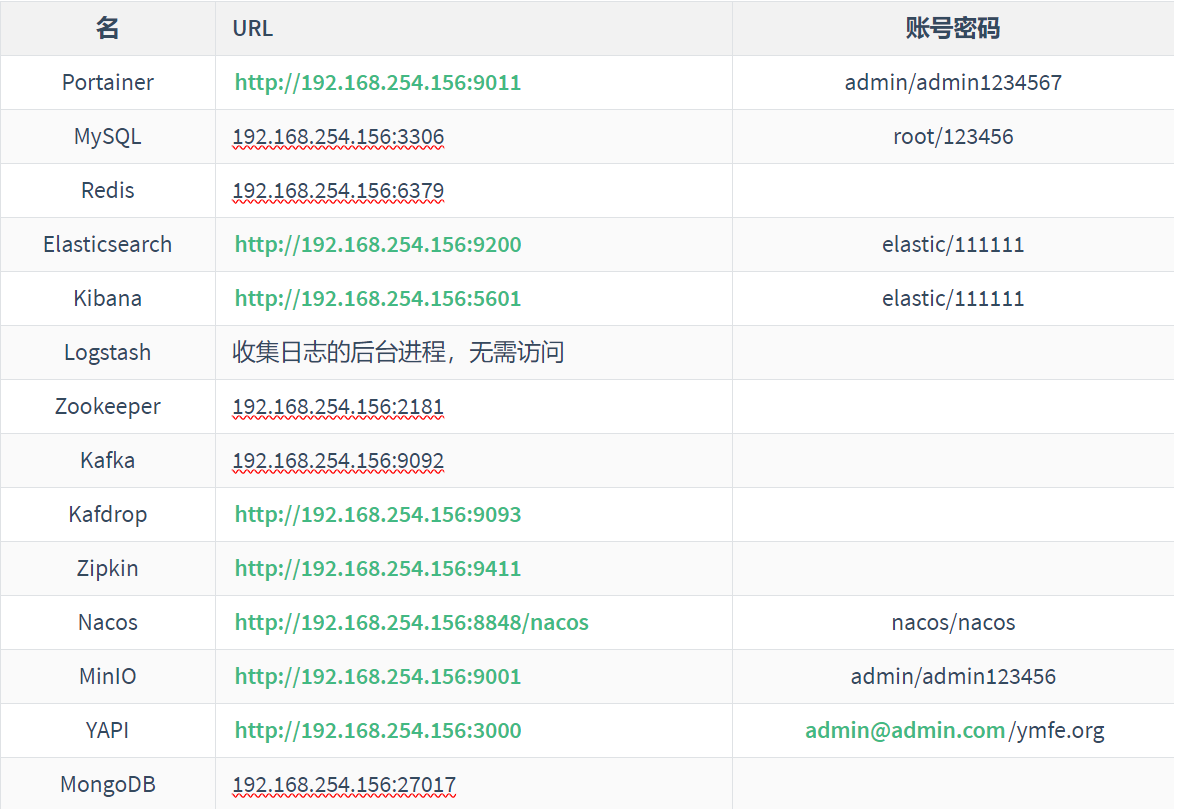 名 URL 账号密码
Portainer http://192.168.254.156:9011 admin/admin1234567
MySQL 192.168.254.156:3306 root/123456
Redis 192.168.254.156:6379
Elasticsearch http://192.168.254.156:9200 elastic/111111
Kibana http://192.168.254.156:5601 elastic/111111
Logstash 收集日志的后台进程，无需访问
Zookeeper 192.168.254.156:2181
Kafka 192.168.254.156:9092
Kafdrop http://192.168.254.156:9093
Zipkin http://192.168.254.156:9411
Nacos http://192.168.254.156:8848/nacos nacos/nacos
MinIO http://192.168.254.156:9001 admin/admin123456
YAPI http://192.168.254.156:3000 admin@admin.com/ymfe.org
MongoDB 192.168.254.156:27017